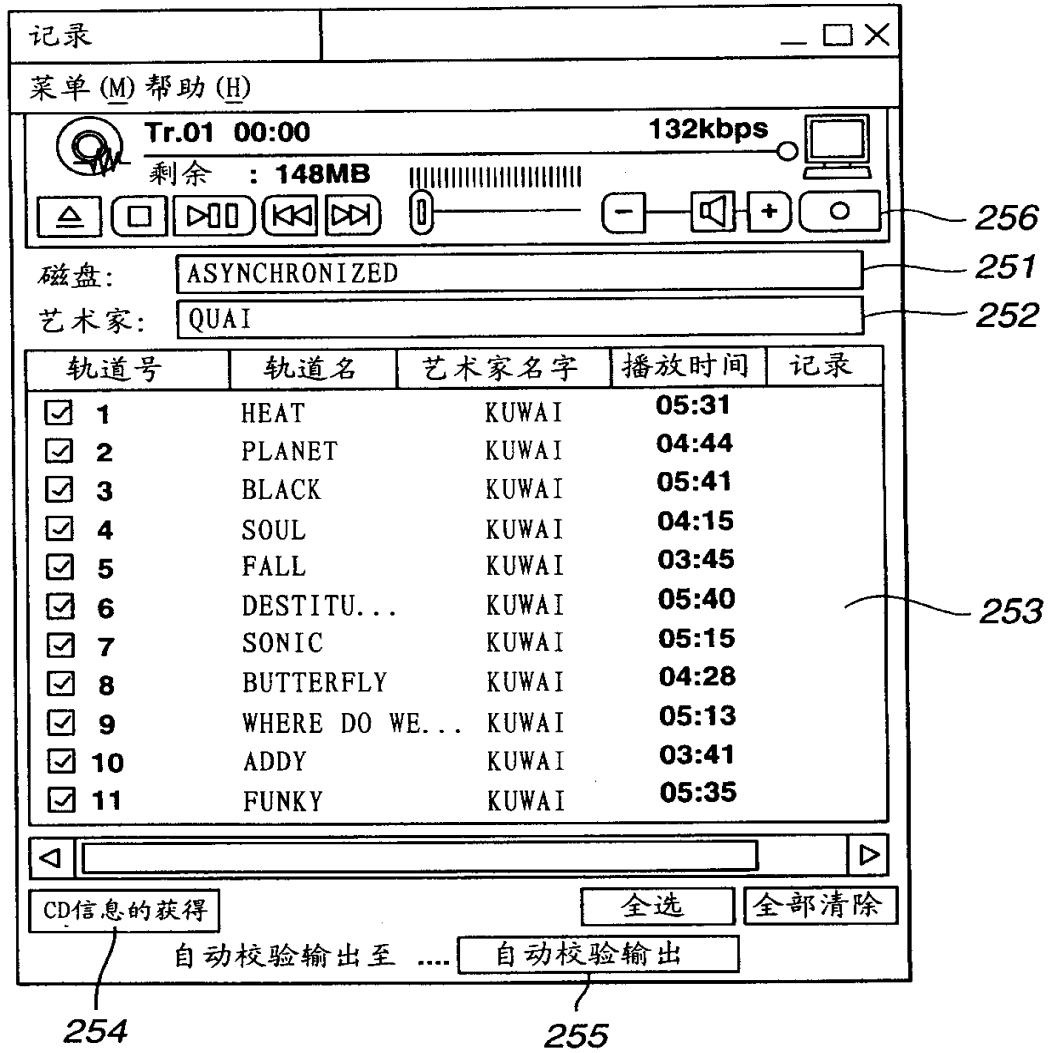 记录
菜单(M)帮助(H)
Tr.01 00:00 132kbps
剩余 : 148MB
256
磁盘: ASYNCHRONIZED 251
艺术家: QUAI 252
轨道号 轨道名 艺术家名字 播放时间 记录
1 HEAT KUWAI 05:31
2 PLANET KUWAI 04:44
3 BLACK KUWAI 05:41
4 SOUL KUWAI 04:15
5 FALL KUWAI 03:45
6 DESTITU... KUWAI 05:40
253
7 SONIC KUWAI 05:15
8 BUTTERFLY KUWAI 04:28
9 WHERE DO WE... KUWAI 05:13
10 ADDY KUWAI 03:41
11 FUNKY KUWAI 05:35
CD信息的获得 全选 全部清除
自动校验输出至 .... 自动校验输出
254 255